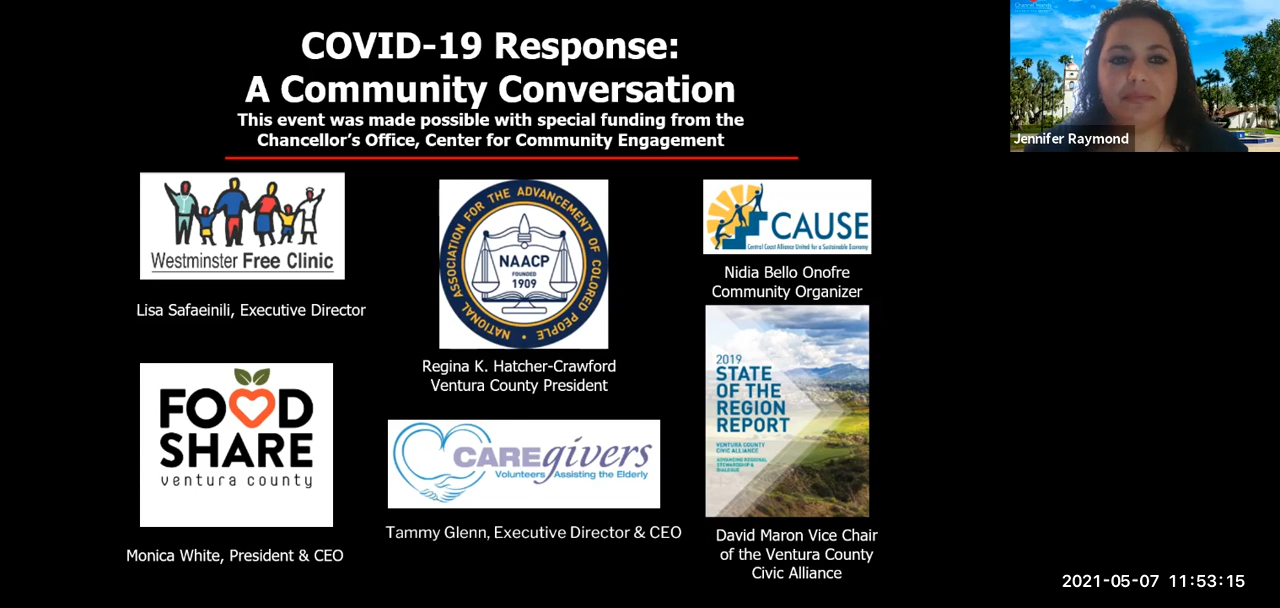 COVID-19 Response:
A Community Conversation
This event was made possible with special funding from the
Chancellor’s Office, Center for Community Engagement
Westminster Free Clinic
Lisa Safaeinili, Executive Director
FOOD
SHARE
ventura county
Monica White, President & CEO
NATIONAL ASSOCIATION FOR THE ADVANCEMENT OF COLORED PEOPLE
NAACP
FOUNDED
1909
Regina K. Hatcher-Crawford
Ventura County President
CAREgivers
Volunteers Assisting the Elderly
Tammy Glenn, Executive Director & CEO
CAUSE
Central Coast Alliance United for a Sustainable Economy
Nidia Bello Onofre
Community Organizer
2019
STATE
OF THE
REGION
REPORT
VENTURA COUNTY
CIVIC ALLIANCE
ADVANCING REGIONAL
STEWARDSHIP &
DIALOGUE
David Maron Vice Chair
of the Ventura County
Civic Alliance
Jennifer Raymond
2021-05-07 11:53:15